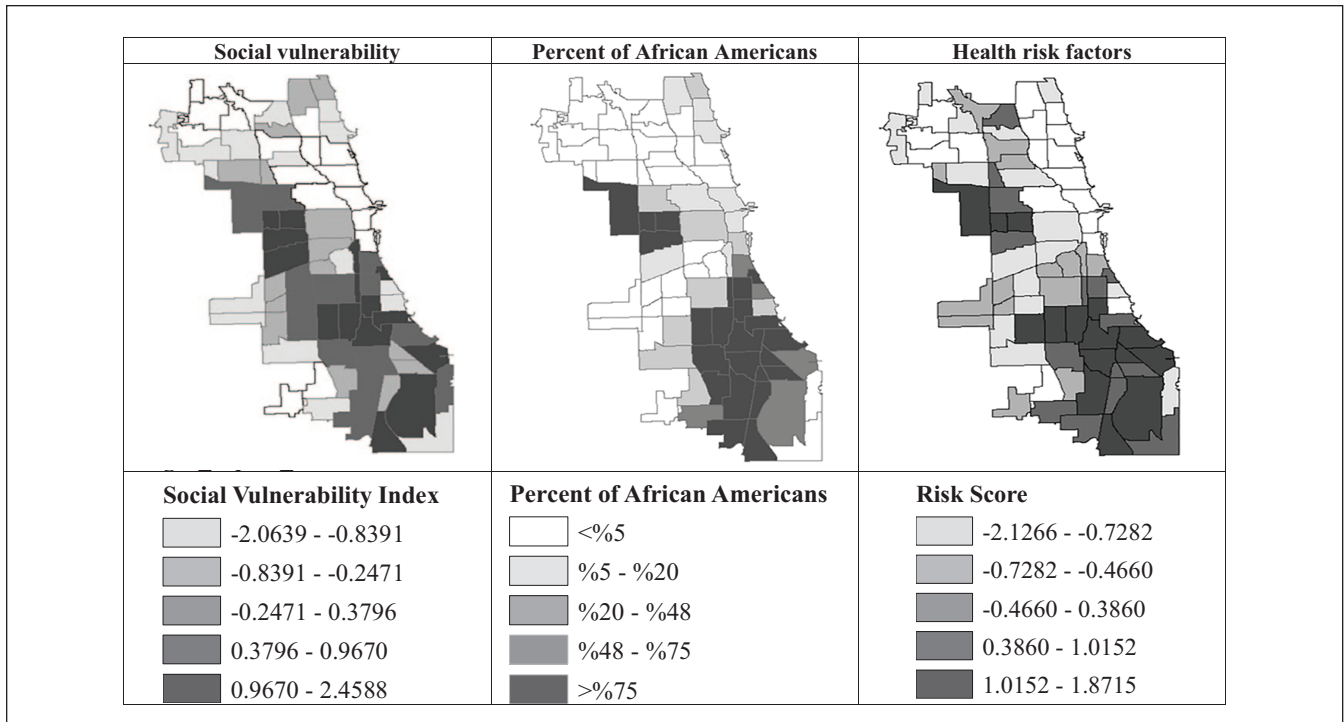 Social vulnerability
Percent of African Americans
Health risk factors
Social Vulnerability Index
-2.0639 - -0.8391
-0.8391 - -0.2471
-0.2471 - 0.3796
0.3796 - 0.9670
0.9670 - 2.4588
Percent of African Americans
<%5
%5 - %20
%20 - %48
%48 - %75
>%75
Risk Score
-2.1266 - -0.7282
-0.7282 - -0.4660
-0.4660 - 0.3860
0.3860 - 1.0152
1.0152 - 1.8715